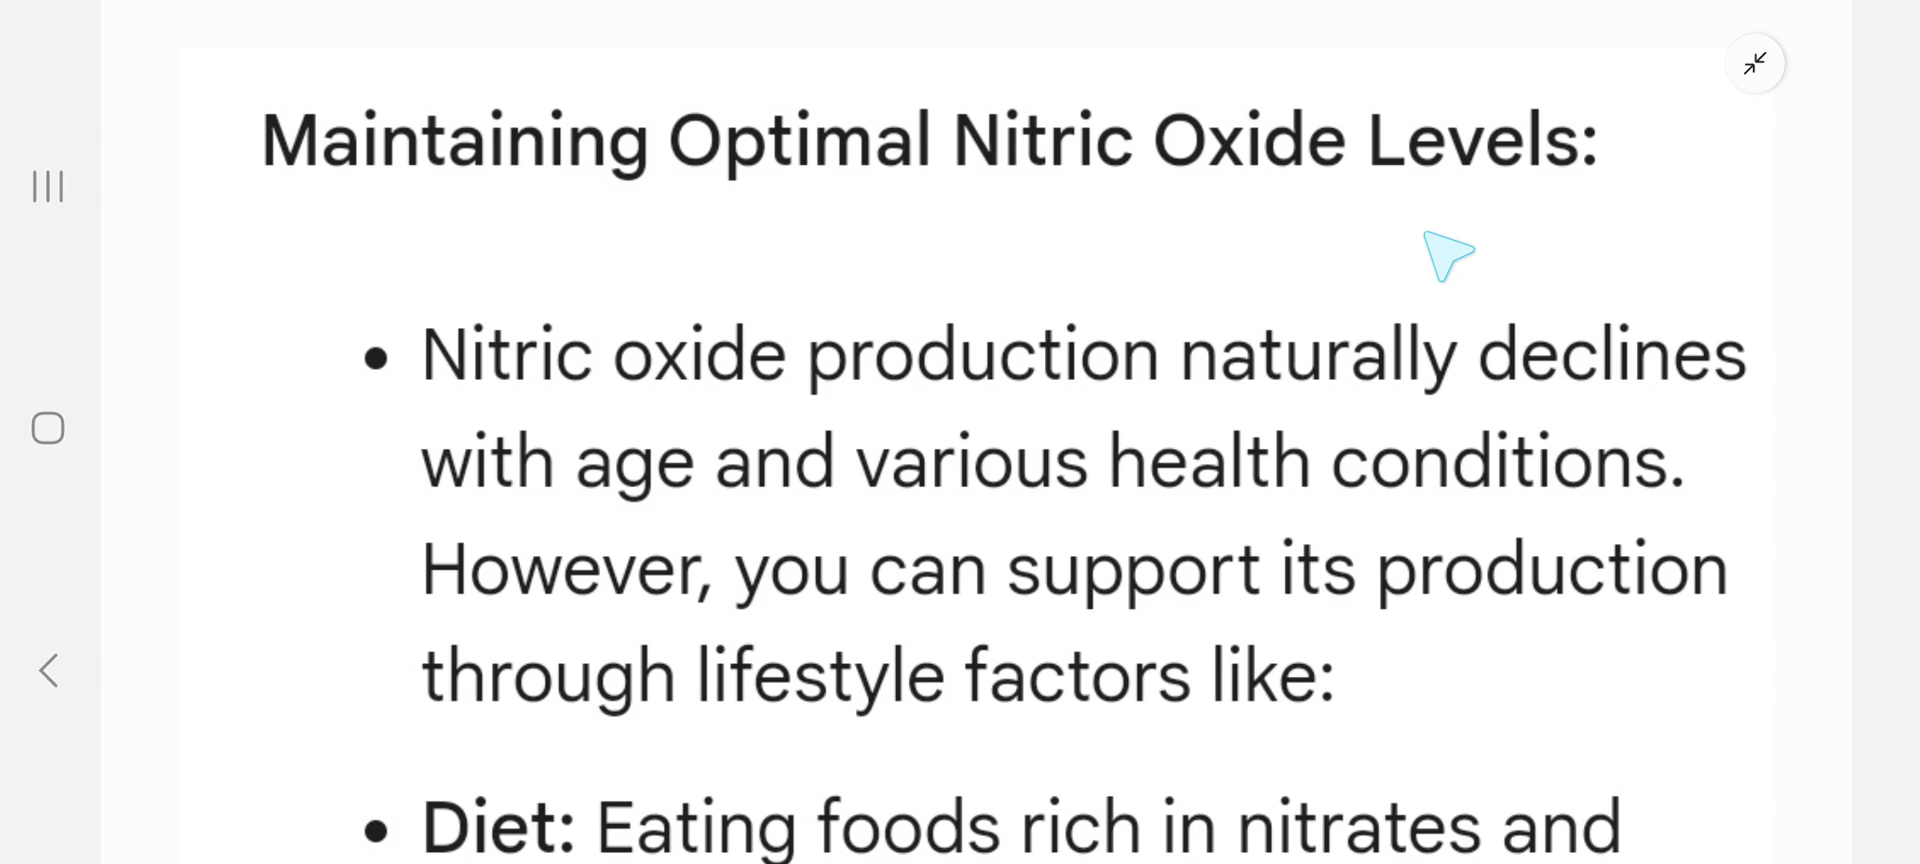 Maintaining Optimal Nitric Oxide Levels:
• Nitric oxide production naturally declines
with age and various health conditions.
However, you can support its production
through lifestyle factors like:
• Diet: Eating foods rich in nitrates and